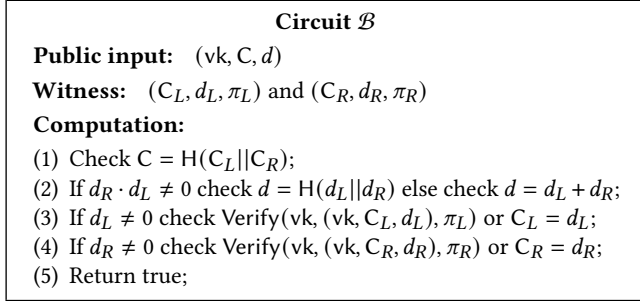 Circuit ℬ
Public input: (vk, C, d)
Witness: (C_L, d_L, π_L) and (C_R, d_R, π_R)
Computation:
(1) Check C = H(C_L||C_R);
(2) If d_R · d_L ≠ 0 check d = H(d_L||d_R) else check d = d_L + d_R;
(3) If d_L ≠ 0 check Verify(vk, (vk, C_L, d_L), π_L) or C_L = d_L;
(4) If d_R ≠ 0 check Verify(vk, (vk, C_R, d_R), π_R) or C_R = d_R;
(5) Return true;